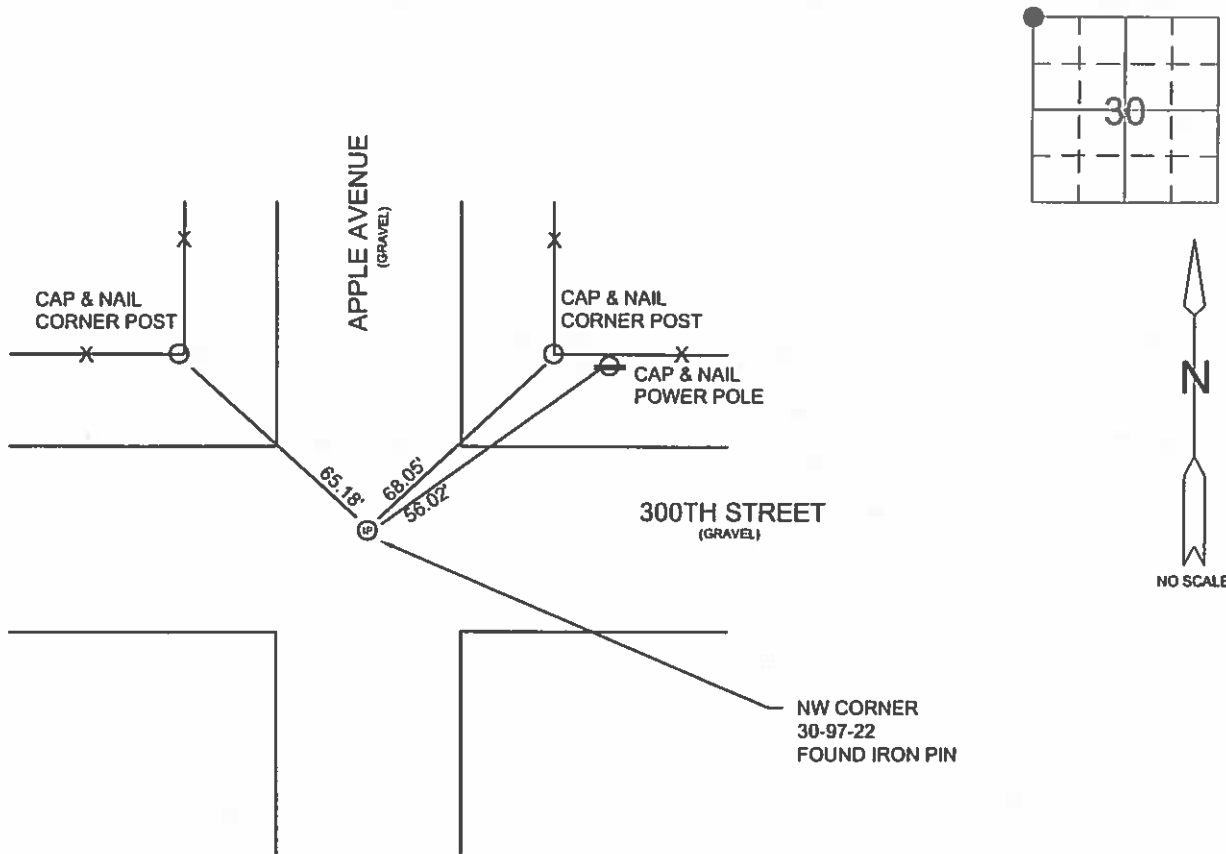 30
APPLE AVENUE
(GRAVEL)
CAP & NAIL
CORNER POST
CAP & NAIL
CORNER POST
CAP & NAIL
POWER POLE
N
NO SCALE
65.18'
68.05'
56.02'
IP
300TH STREET
(GRAVEL)
NW CORNER
30-97-22
FOUND IRON PIN